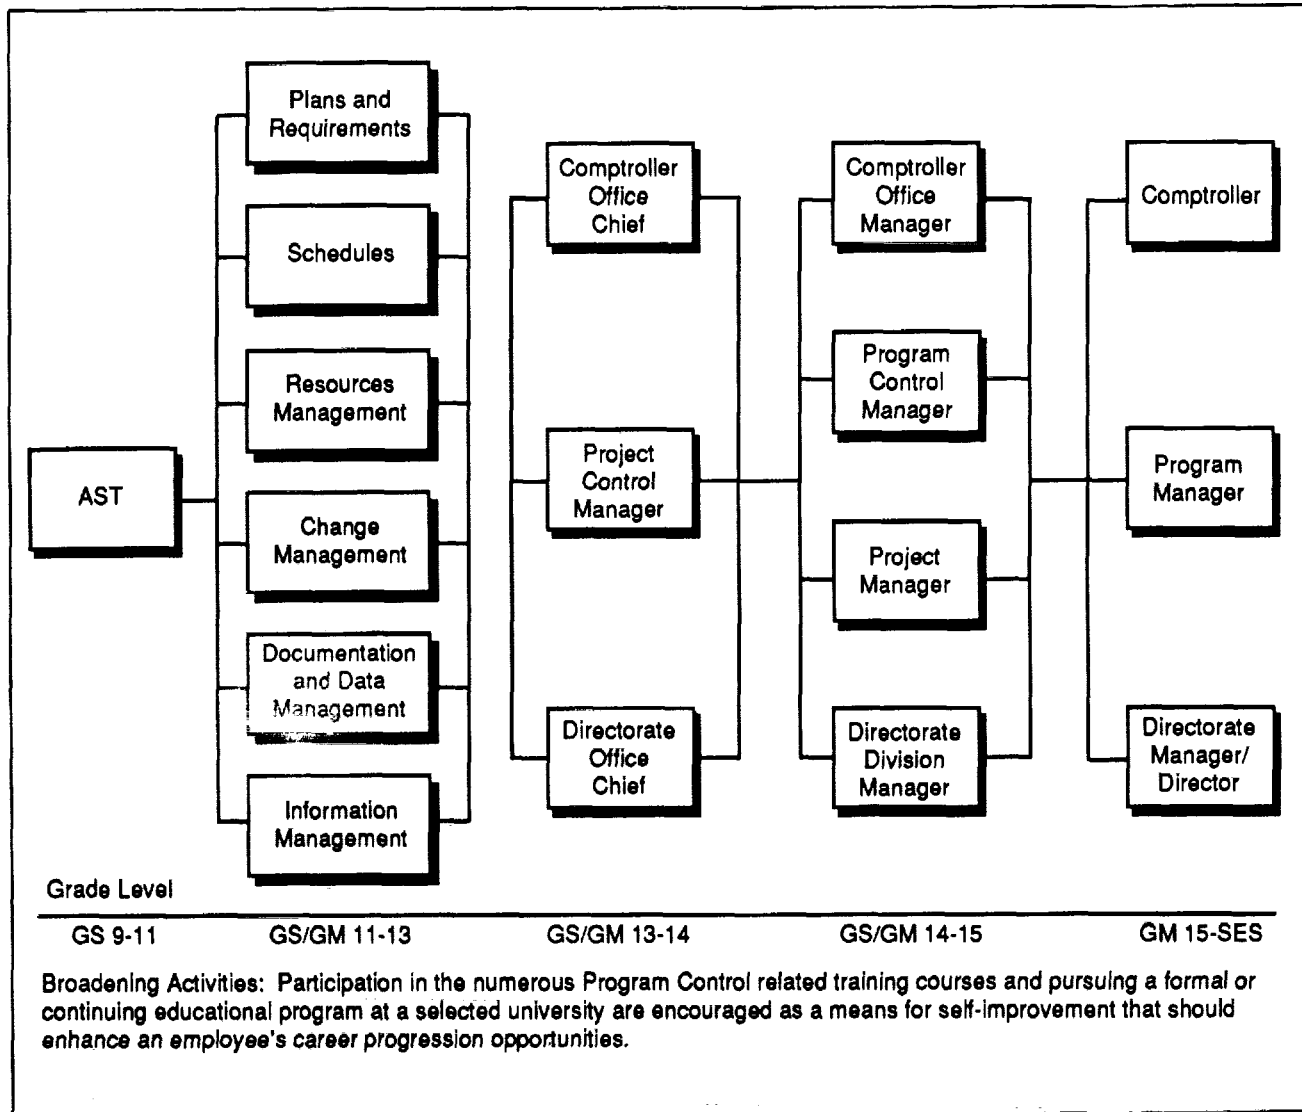 Plans and
Requirements
Schedules
Resources
Management
AST
Change
Management
Documentation
and Data
Management
Information
Management
Comptroller
Office
Chief
Project
Control
Manager
Directorate
Office
Chief
Comptroller
Office
Manager
Program
Control
Manager
Project
Manager
Directorate
Division
Manager
Comptroller
Program
Manager
Directorate
Manager/
Director
Grade Level
GS 9-11 GS/GM 11-13 GS/GM 13-14 GS/GM 14-15 GM 15-SES
Broadening Activities: Participation in the numerous Program Control related training courses and pursuing a formal or
continuing educational program at a selected university are encouraged as a means for self-improvement that should
enhance an employee's career progression opportunities.